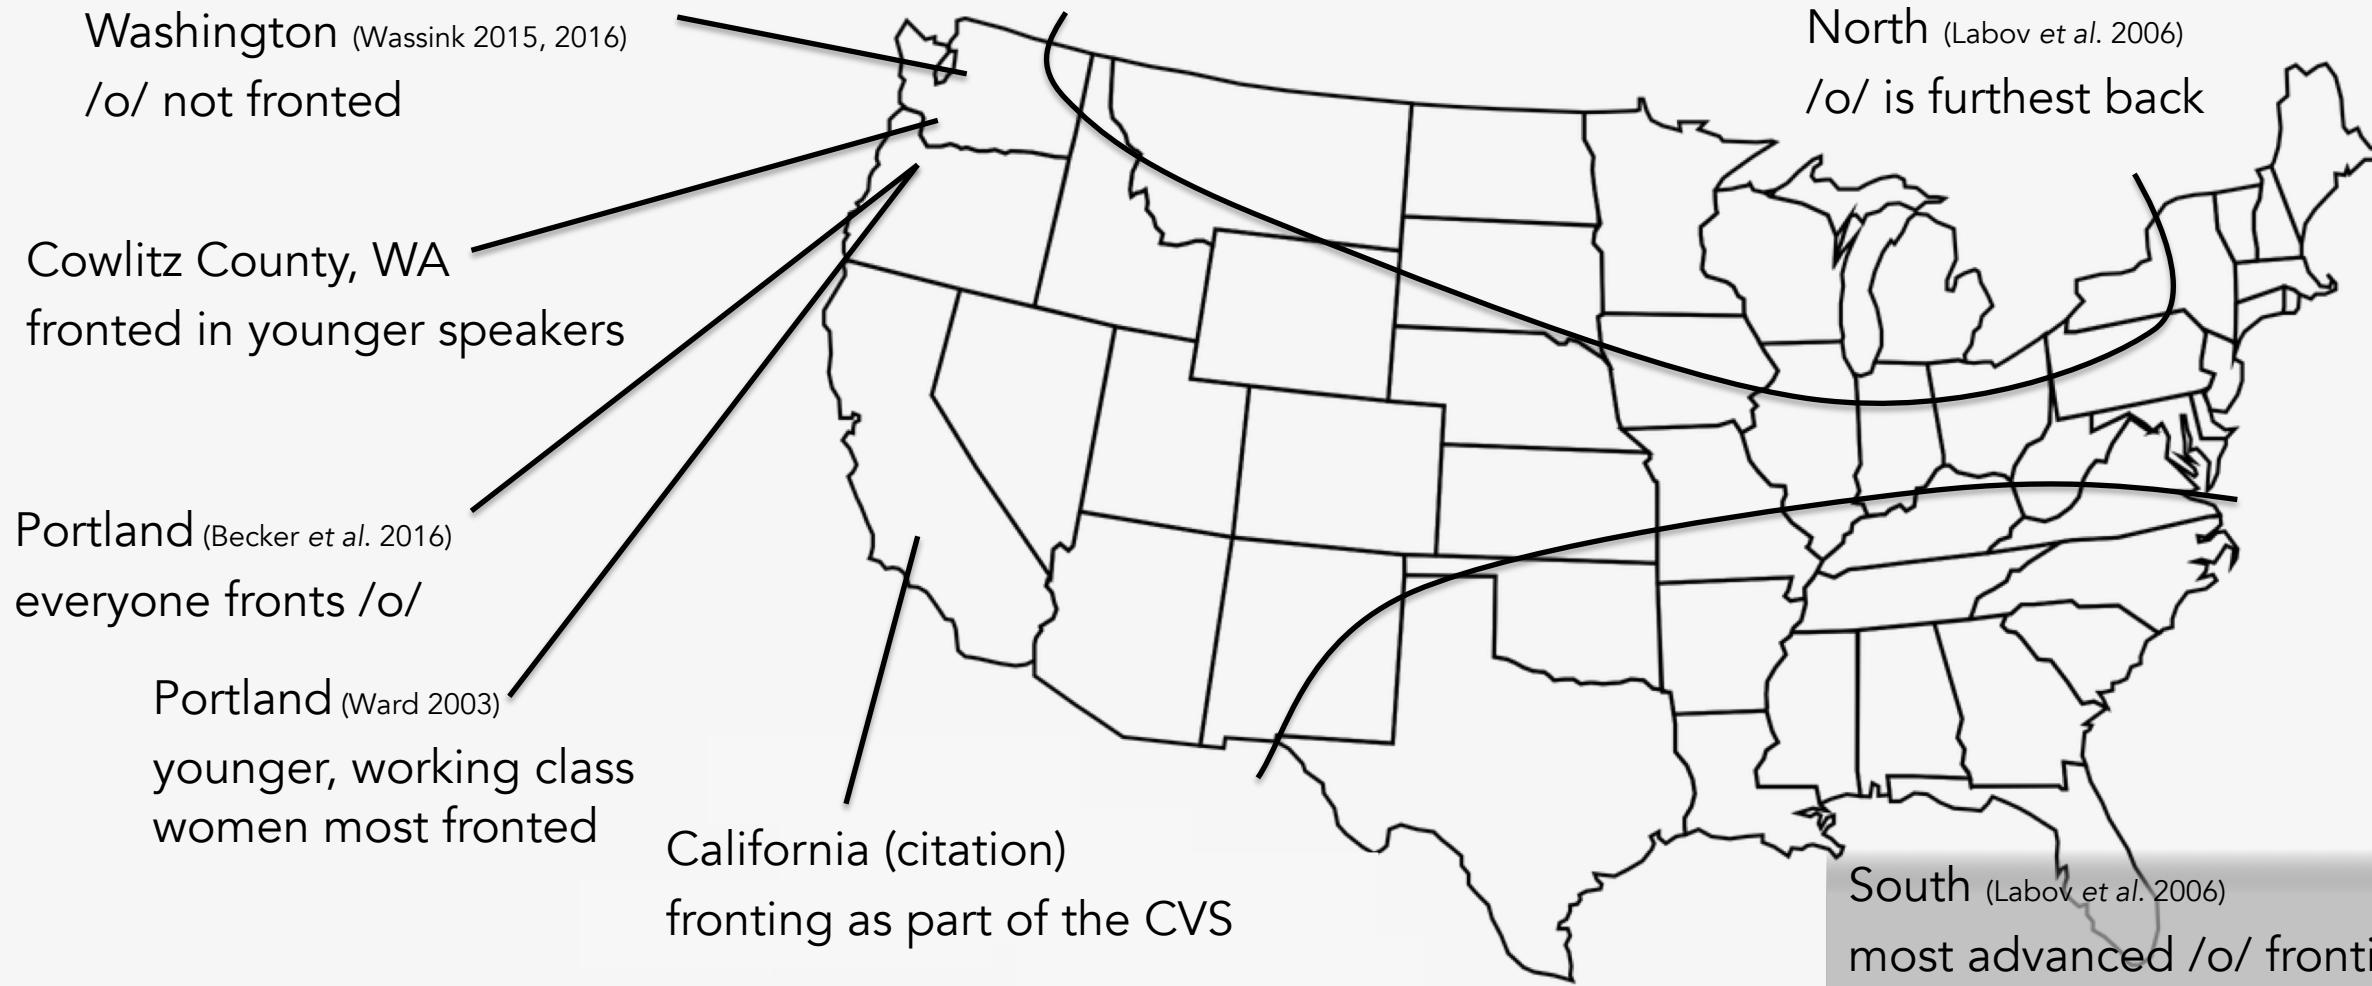 Washington (Wassink 2015, 2016)
/o/ not fronted
North (Labov et al. 2006)
/o/ is furthest back
Cowlitz County, WA
fronted in younger speakers
Portland (Becker et al. 2016)
everyone fronts /o/
Portland (Ward 2003)
younger, working class
women most fronted
California (citation)
fronting as part of the CVS
South (Labov et al. 2006)
most advanced /o/ fronti